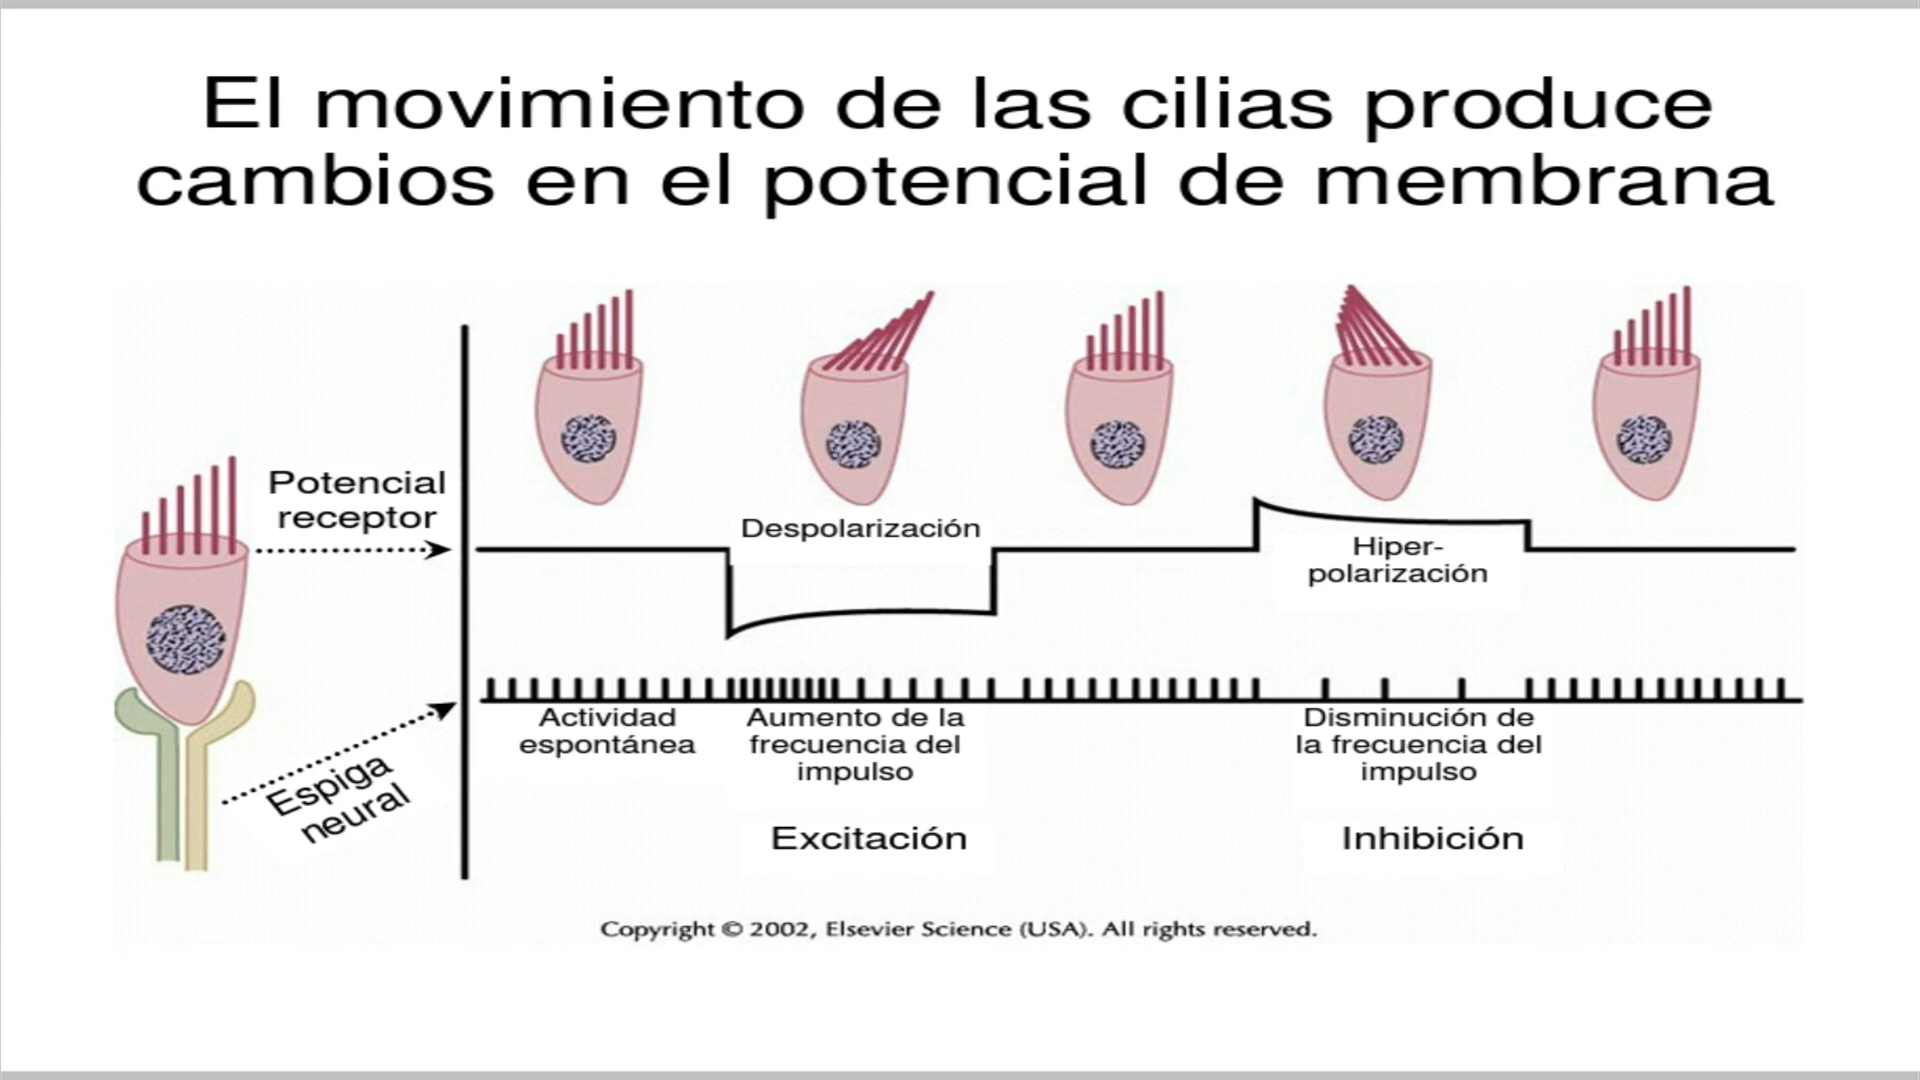 El movimiento de las cilias produce
cambios en el potencial de membrana
Potencial
receptor
Despolarización
Hiper-
polarización
Espiga
neural
Actividad
espontánea
Aumento de la
frecuencia del
impulso
Disminución de
la frecuencia del
impulso
Excitación
Inhibición
Copyright © 2002, Elsevier Science (USA). All rights reserved.